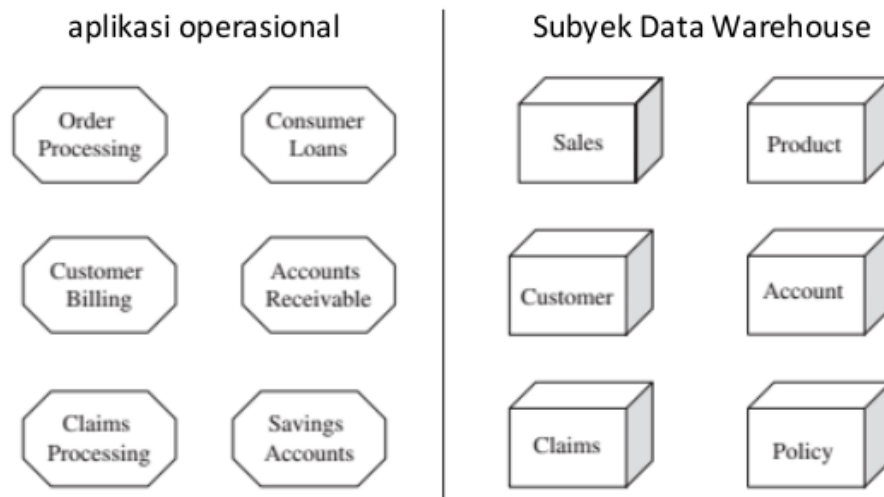 aplikasi operasional
Order
Processing
Consumer
Loans
Customer
Billing
Accounts
Receivable
Claims
Processing
Savings
Accounts
Subyek Data Warehouse
Sales
Product
Customer
Account
Claims
Policy